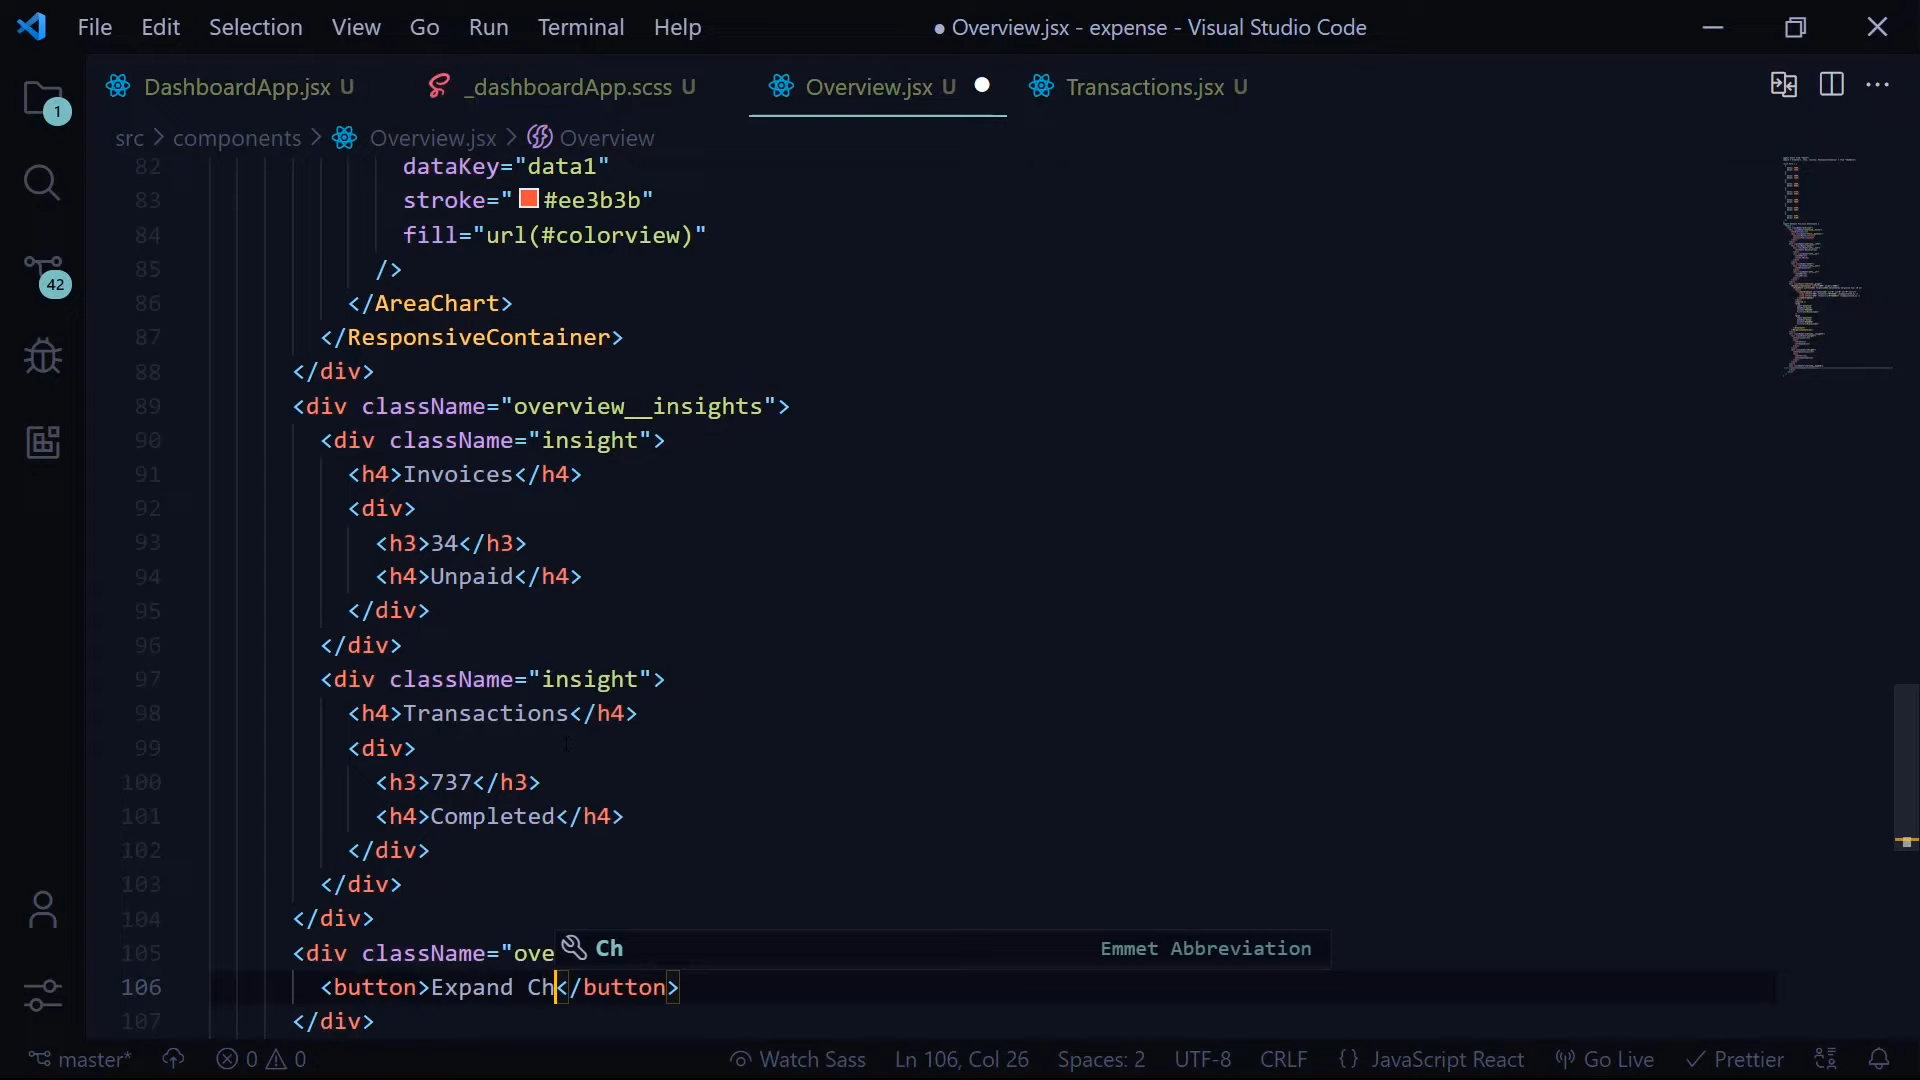 File Edit Selection View Go Run Terminal Help
● Overview.jsx - expense - Visual Studio Code
DashboardApp.jsx U
_dashboardApp.scss U
Overview.jsx U
Transactions.jsx U
1
42
src > components > Overview.jsx > Overview
82 dataKey="data1"
83 stroke="#ee3b3b"
84 fill="url(#colorview)"
85 />
86 </AreaChart>
87 </ResponsiveContainer>
88 </div>
89 <div className="overview__insights">
90 <div className="insight">
91 <h4>Invoices</h4>
92 <div>
93 <h3>34</h3>
94 <h4>Unpaid</h4>
95 </div>
96 </div>
97 <div className="insight">
98 <h4>Transactions</h4>
99 <div>
100 <h3>737</h3>
101 <h4>Completed</h4>
102 </div>
103 </div>
104 </div>
105 <div className="ove
Ch Emmet Abbreviation
106 <button>Expand Ch</button>
107 </div>
master* 0 0 Watch Sass Ln 106, Col 26 Spaces: 2 UTF-8 CRLF {} JavaScript React Go Live Prettier